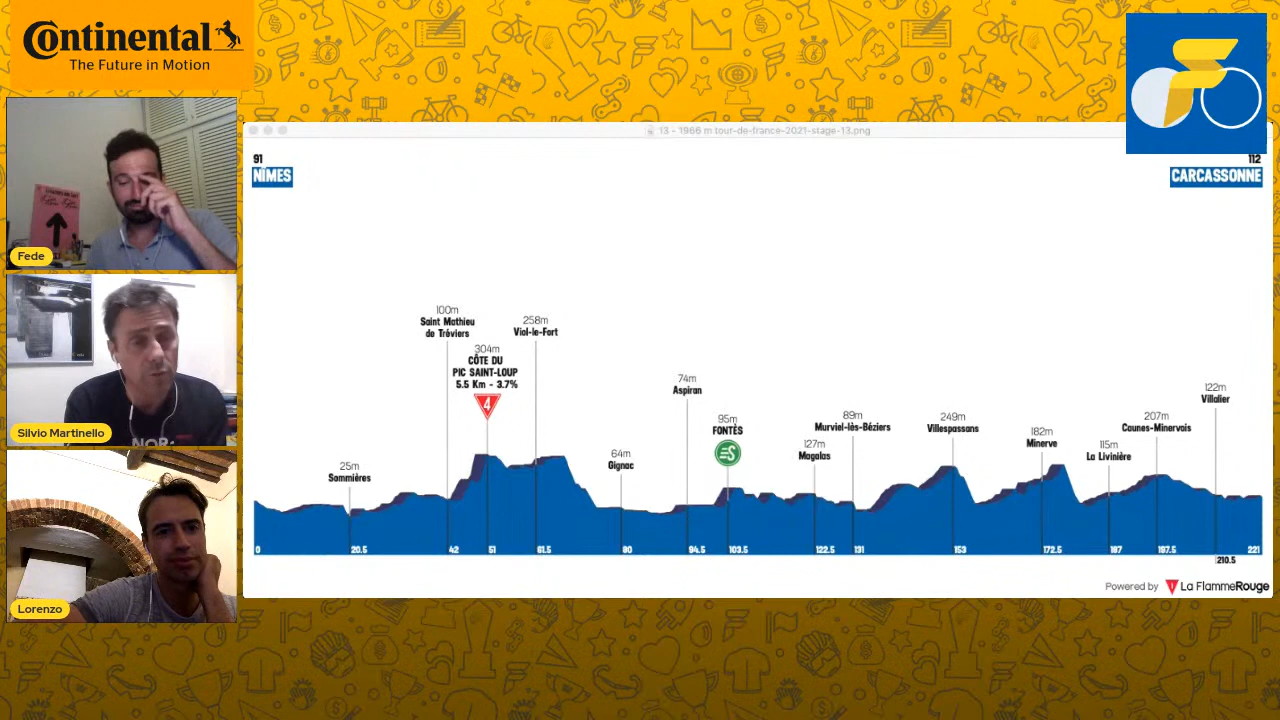 Continental
The Future in Motion
13 - 1966 m tour-de-france-2021-stage-13.png
91
NÎMES
112
CARCASSONNE
Fede
Silvio Martinello
NOR
Lorenzo
100m
Saint Mathieu
de Tréviers
304m
CÔTE DU
PIC SAINT-LOUP
5.5 Km - 3.7%
4
258m
Viol-le-Fort
25m
Sommières
64m
Gignac
74m
Aspiran
95m
FONTÈS
S
127m
Magalas
89m
Murviel-lès-Béziers
249m
Villespassans
182m
Minerve
115m
La Livinière
207m
Caunes-Minervois
122m
Villalier
0
20.5
42
51
61.5
80
94.5
103.5
122.5
131
153
172.5
187
197.5
210.5
221
Powered by La FlammeRouge